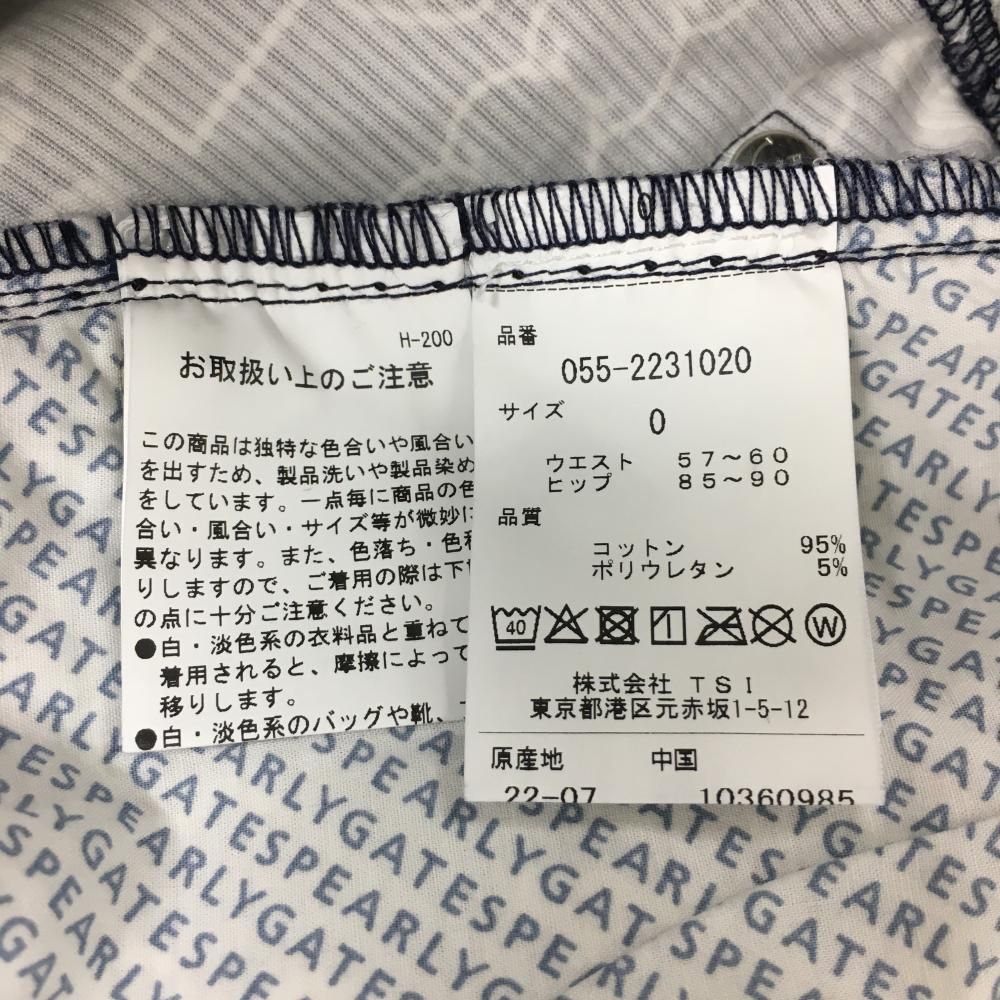 H-200
お取扱い上のご注意
この商品は独特な色合いや風合い
を出すため、製品洗いや製品染め
をしています。一点毎に商品の色
合い・風合い・サイズ等が微妙に
異なります。また、色落ち・色移
りしますので、ご着用の際は下記
の点に十分ご注意ください。
●白・淡色系の衣料品と重ねて
着用されると、摩擦によって
移りします。
●白・淡色系のバッグや靴、
品番
055-2231020
サイズ
0
ウエスト 57～60
ヒップ 85～90
品質
コットン 95%
ポリウレタン 5%
40
W
株式会社 TSI
東京都港区元赤坂1-5-12
原産地 中国
22-07 10360985
PEARLYGATES
PEARLYGATES
PEARLYGATES